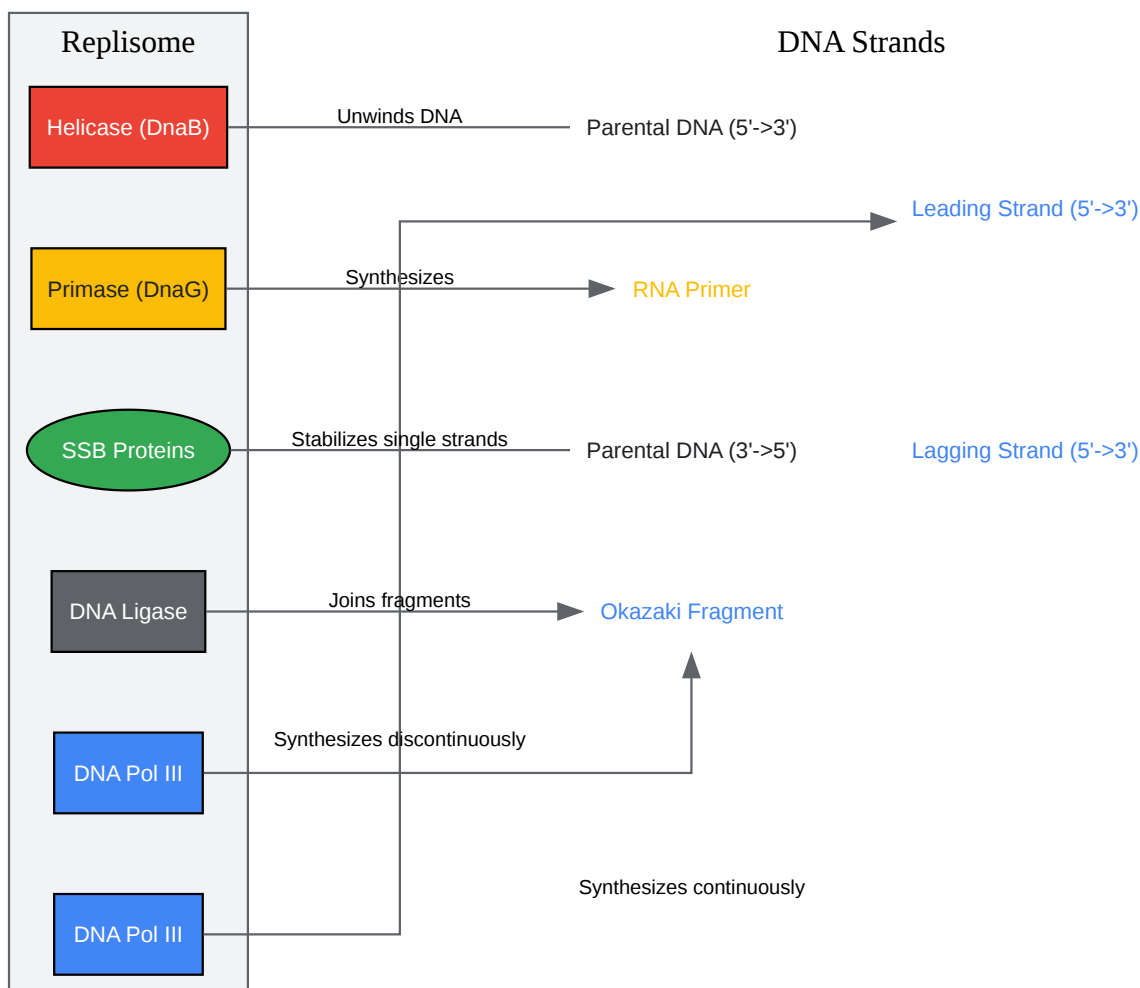 Replisome
DNA Strands
Helicase (DnaB)
Unwinds DNA
Parental DNA (5'->3')
Leading Strand (5'->3')
Primase (DnaG)
Synthesizes
RNA Primer
SSB Proteins
Stabilizes single strands
Parental DNA (3'->5')
Lagging Strand (5'->3')
DNA Ligase
Joins fragments
Okazaki Fragment
Synthesizes discontinuously
DNA Pol III
Synthesizes continuously
DNA Pol III